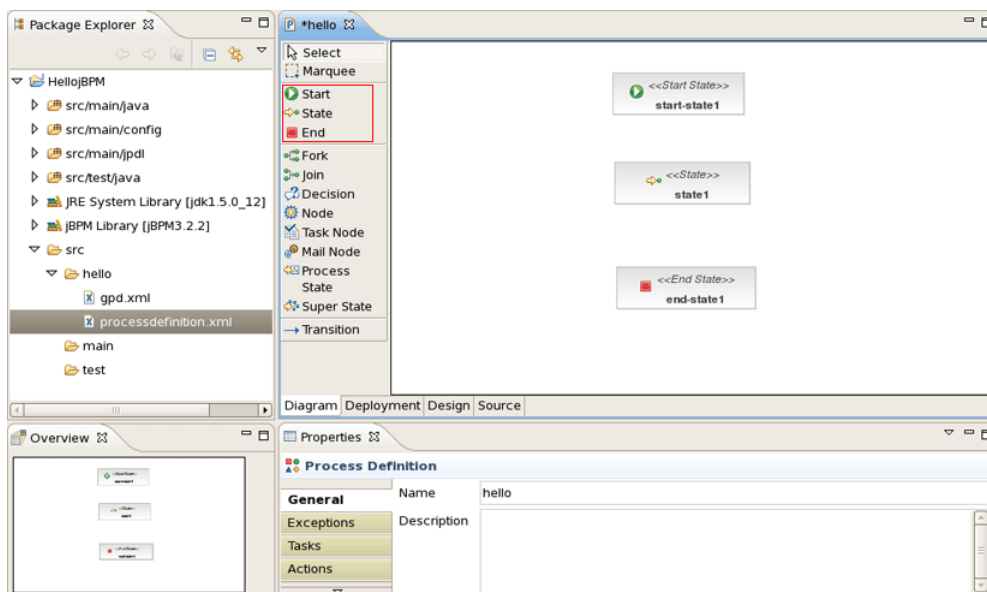 Package Explorer
HellojBPM
src/main/java
src/main/config
src/main/jpdl
src/test/java
JRE System Library [jdk1.5.0_12]
jBPM Library [jBPM3.2.2]
src
hello
gpd.xml
processdefinition.xml
main
test
*hello
Select
Marquee
Start
State
End
Fork
Join
Decision
Node
Task Node
Mail Node
Process
State
Super State
Transition
<<Start State>>
start-state1
<<State>>
state1
<<End State>>
end-state1
Diagram Deployment Design Source
Overview
Properties
Process Definition
General
Exceptions
Tasks
Actions
Name hello
Description